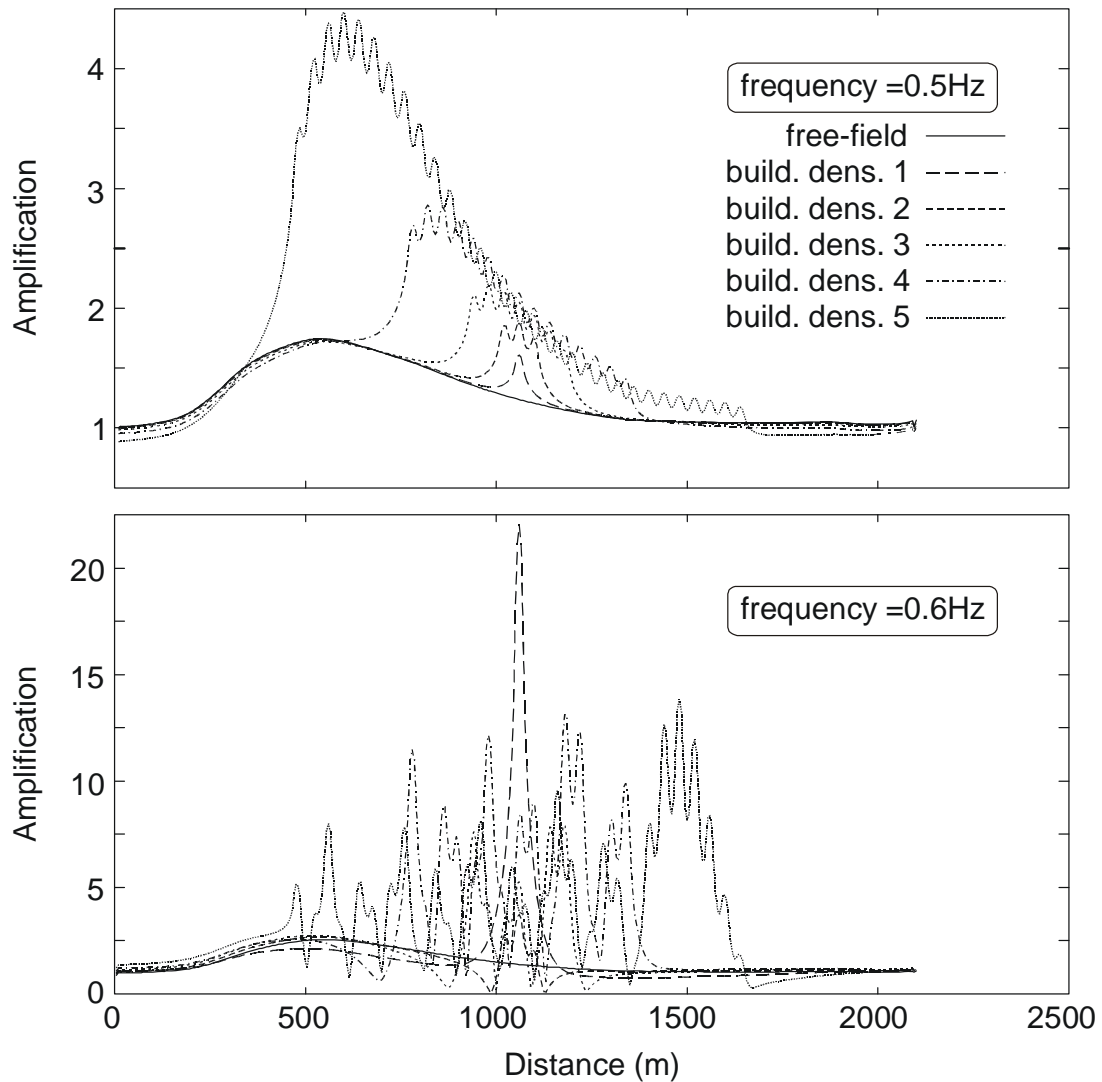 4
3
2
1
Amplification
frequency =0.5Hz
free-field
build. dens. 1
build. dens. 2
build. dens. 3
build. dens. 4
build. dens. 5
20
15
10
5
0
Amplification
frequency =0.6Hz
0 500 1000 1500 2000 2500
Distance (m)